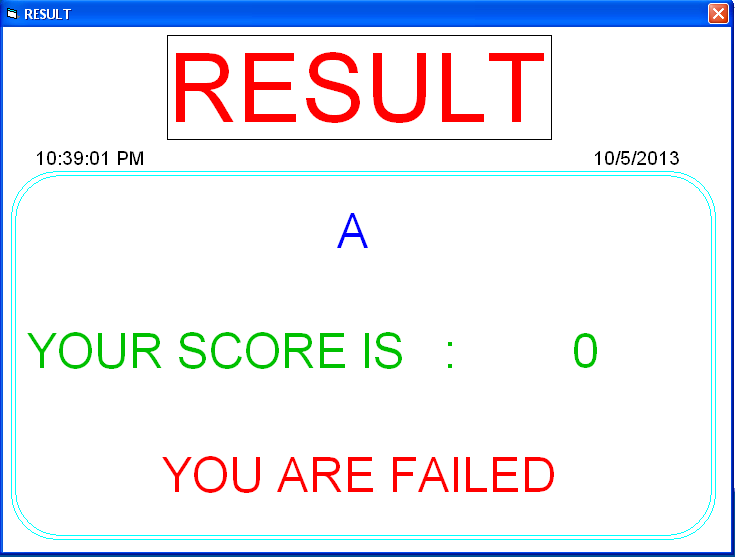 RESULT
RESULT
10:39:01 PM 10/5/2013
A
YOUR SCORE IS : 0
YOU ARE FAILED